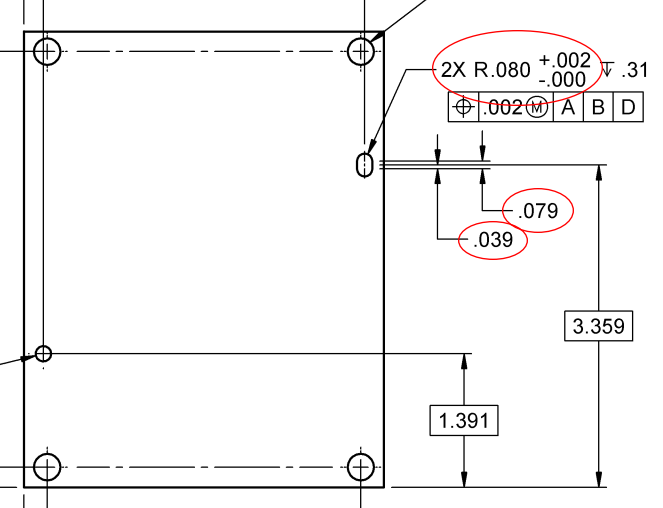 2X R.080 +.002 -.000 ↧ .31
⌖ .002 Ⓜ A B D
.079
.039
3.359
1.391